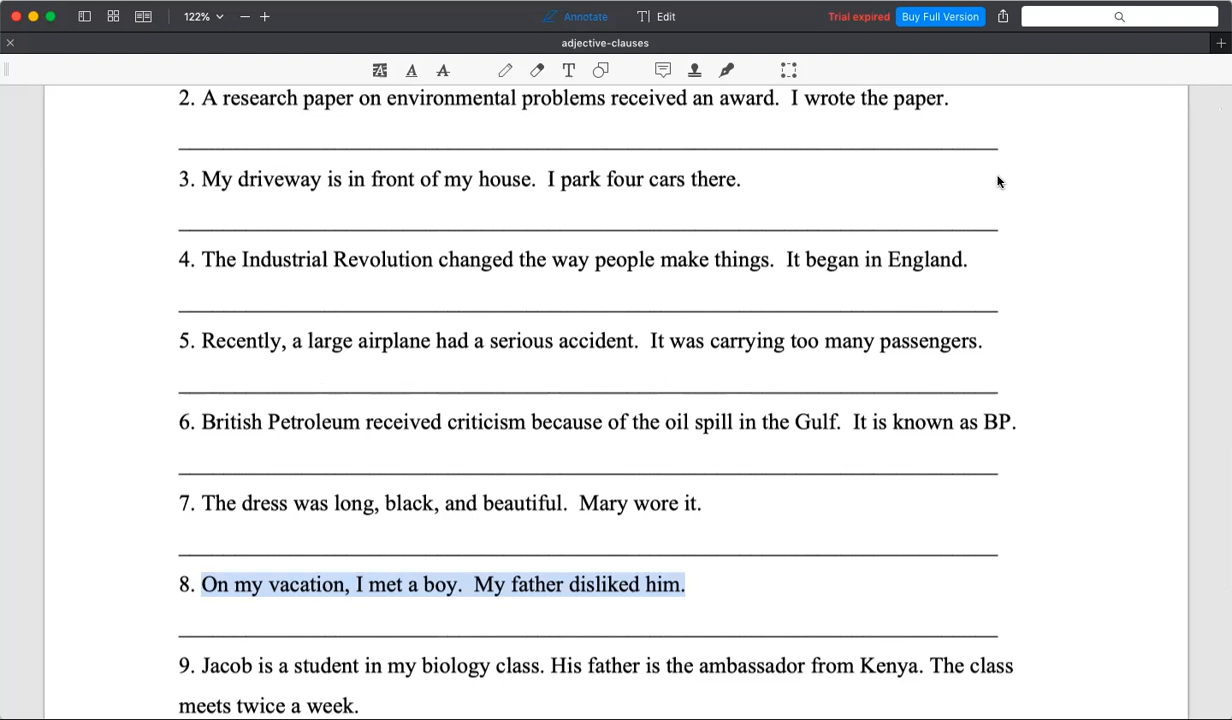 122%
Annotate
T Edit
Trial expired
Buy Full Version
adjective-clauses
2. A research paper on environmental problems received an award.  I wrote the paper.
3. My driveway is in front of my house.  I park four cars there.
4. The Industrial Revolution changed the way people make things.  It began in England.
5. Recently, a large airplane had a serious accident.  It was carrying too many passengers.
6. British Petroleum received criticism because of the oil spill in the Gulf.  It is known as BP.
7. The dress was long, black, and beautiful.  Mary wore it.
8. On my vacation, I met a boy.  My father disliked him.
9. Jacob is a student in my biology class. His father is the ambassador from Kenya. The class
meets twice a week.